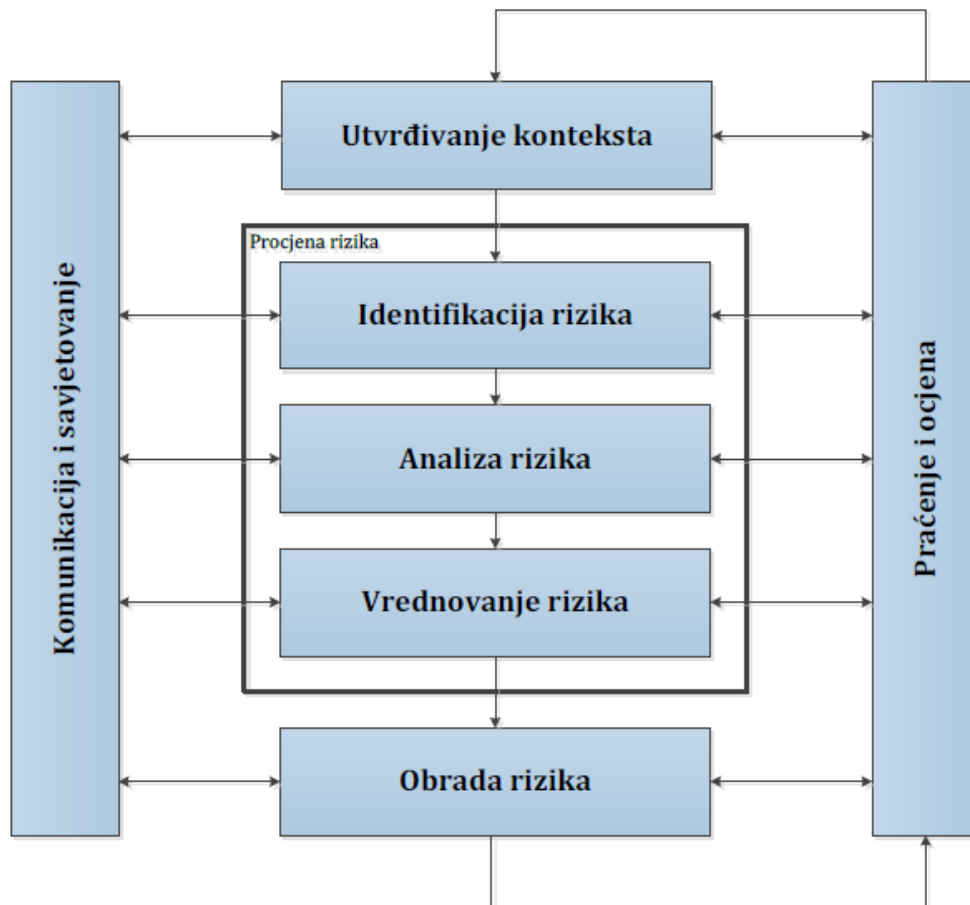 Utvrđivanje konteksta
Procjena rizika
Identifikacija rizika
Analiza rizika
Vrednovanje rizika
Obrada rizika
Komunikacija i savjetovanje
Praćenje i ocjena